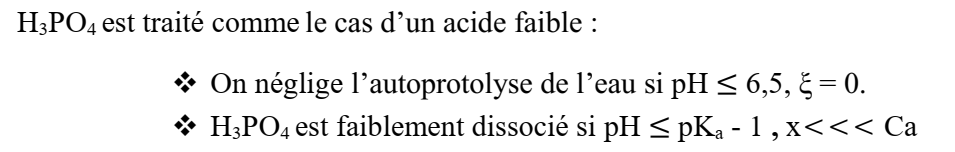 H₃PO₄ est traité comme le cas d’un acide faible :
❖ On néglige l’autoprotolyse de l’eau si pH ≤ 6,5, ξ = 0.
❖ H₃PO₄ est faiblement dissocié si pH ≤ pKₐ - 1 , x<<< Ca